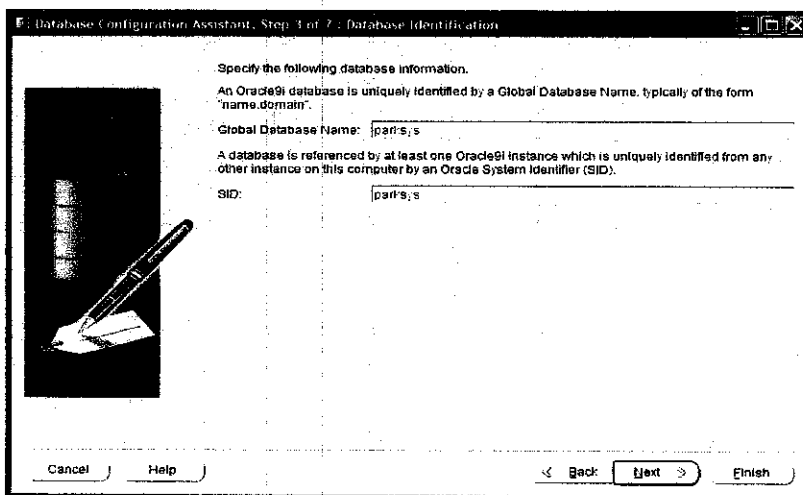 Database Configuration Assistant, Step 3 of 7 : Database Identification
Specify the following database information.
An Oracle9i database is uniquely identified by a Global Database Name, typically of the form
"name.domain".
Global Database Name:
A database is referenced by at least one Oracle9i instance which is uniquely identified from any
other instance on this computer by an Oracle System Identifier (SID).
SID:
Cancel Help Back Next Finish